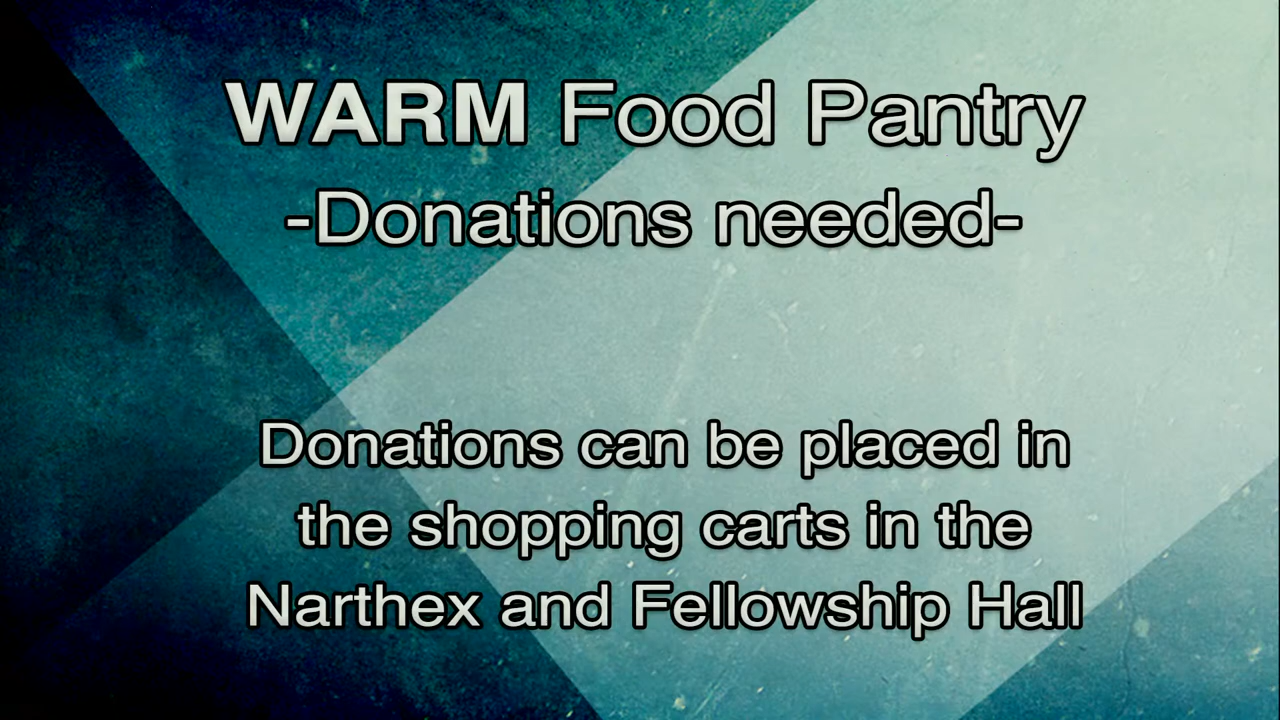 WARM Food Pantry
-Donations needed-
Donations can be placed in
the shopping carts in the
Narthex and Fellowship Hall